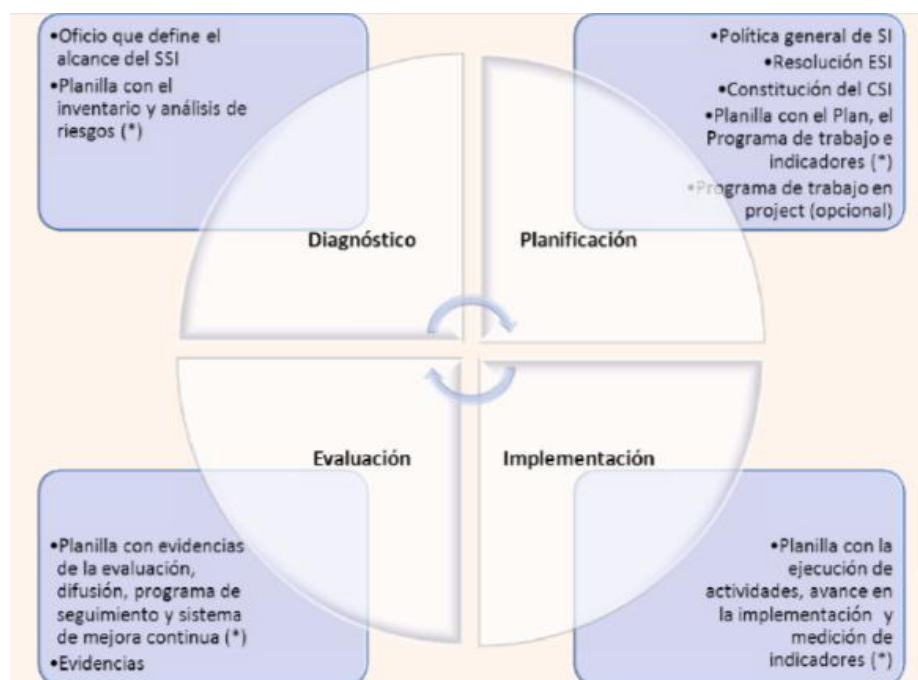 •Oficio que define el
alcance del SSI
•Planilla con el
inventario y análisis de
riesgos (*)
•Política general de SI
•Resolución ESI
•Constitución del CSI
•Planilla con el Plan, el
Programa de trabajo e
indicadores (*)
•Programa de trabajo en
project (opcional)
Diagnóstico
Planificación
Evaluación
Implementación
•Planilla con evidencias
de la evaluación,
difusión, programa de
seguimiento y sistema
de mejora continua (*)
•Evidencias
•Planilla con la
ejecución de
actividades, avance en
la implementación y
medición de
indicadores (*)